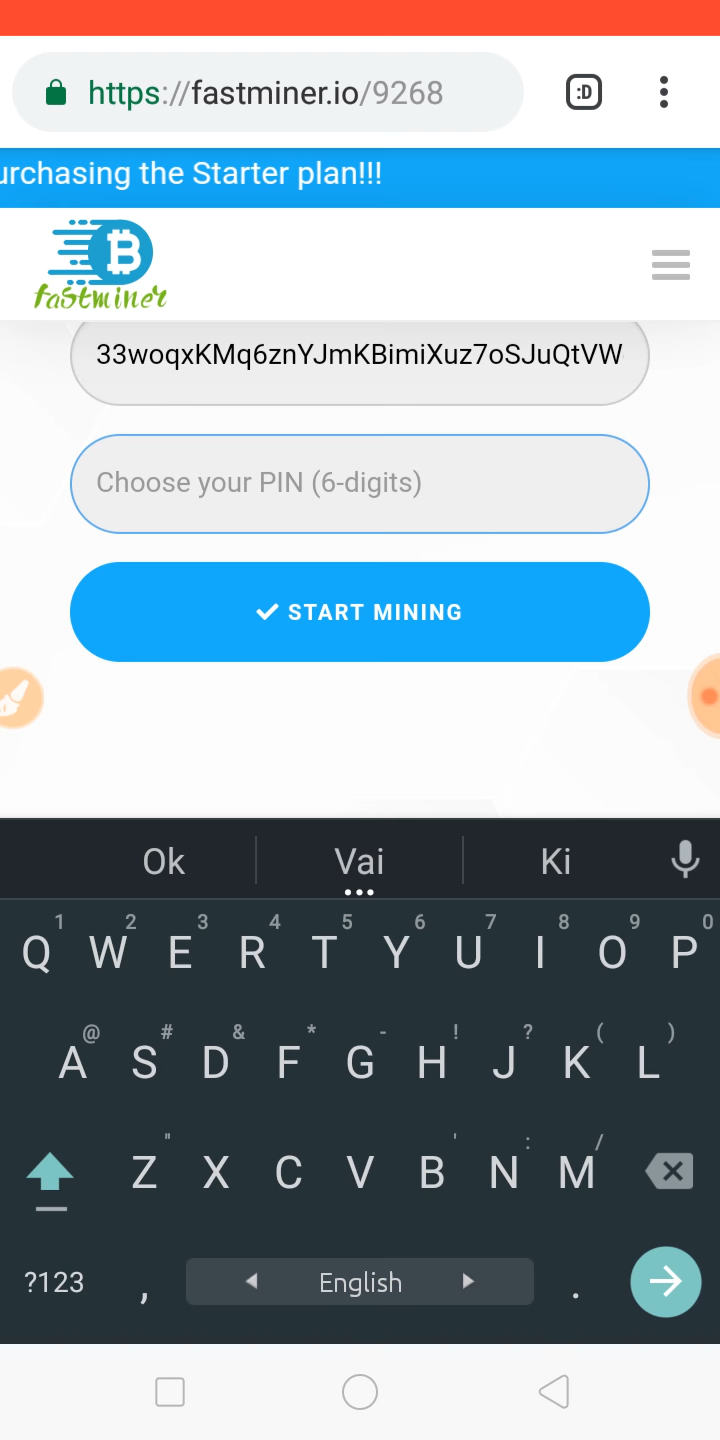 https://fastminer.io/9268
:D
urchasing the Starter plan!!!
B
fastminer
33woqxKMq6znYJmKBimiXuz7oSJuQtVW
Choose your PIN (6-digits)
START MINING
Ok Vai Ki
1 2 3 4 5 6 7 8 9 0
Q W E R T Y U I O P
@ # & * - ! ? ( )
A S D F G H J K L
" ' : /
Z X C V B N M
?123 , English .